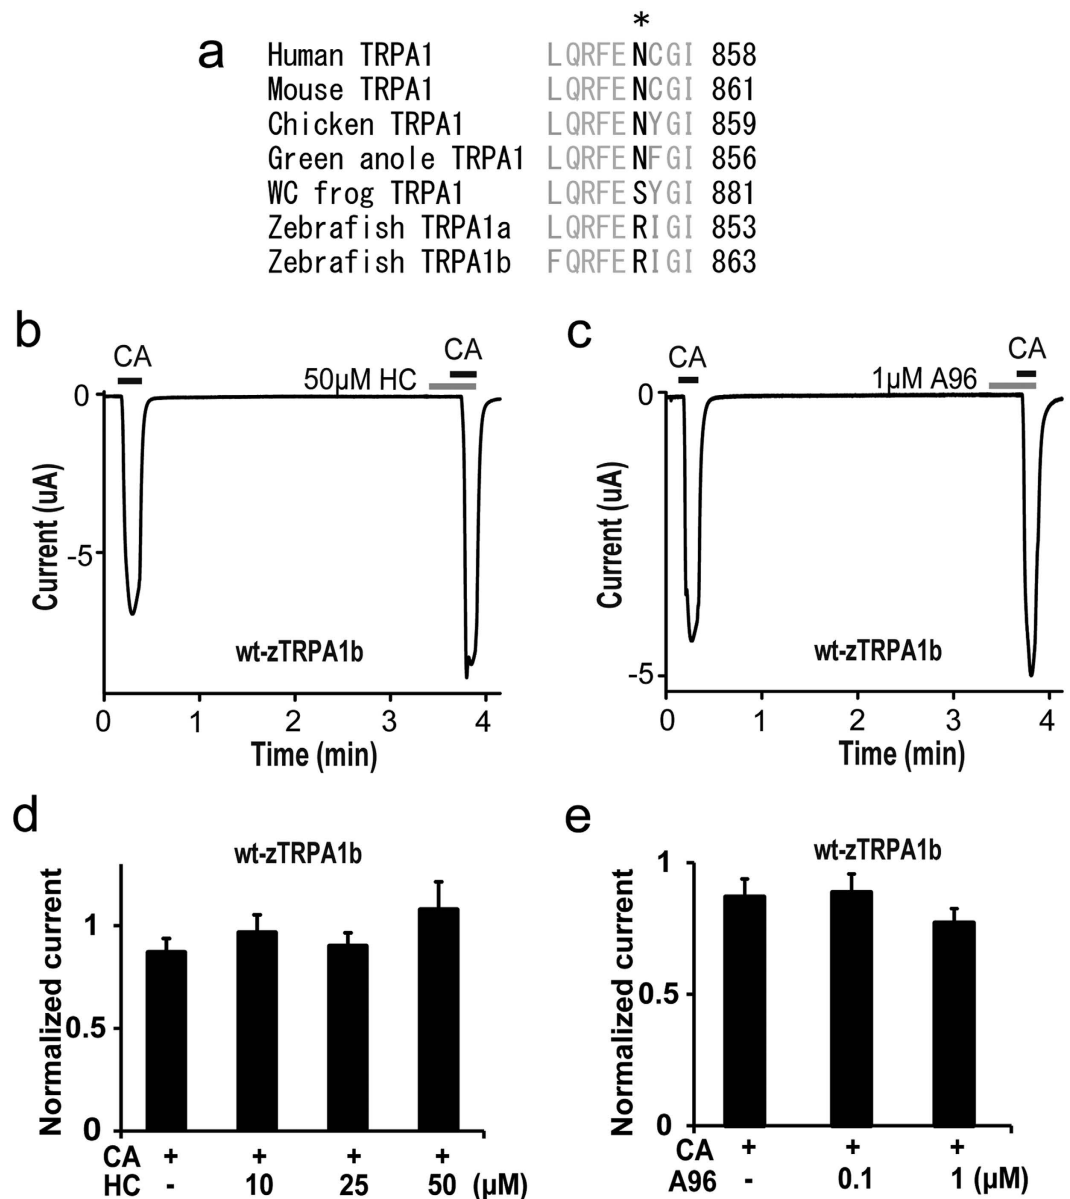 *
a
Human TRPA1 LQRFENCGI 858
Mouse TRPA1 LQRFENCGI 861
Chicken TRPA1 LQRFENYGI 859
Green anole TRPA1 LQRFENFGI 856
WC frog TRPA1 LQRFESYGI 881
Zebrafish TRPA1a LQRFERIGI 853
Zebrafish TRPA1b FQRFERIGI 863
b
CA
CA
50µM HC
0
-5
Current (uA)
wt-zTRPA1b
0 1 2 3 4
Time (min)
c
CA
CA
1µM A96
0
-5
Current (uA)
wt-zTRPA1b
0 1 2 3 4
Time (min)
d
wt-zTRPA1b
1
0.5
0
Normalized current
CA + + + +
HC - 10 25 50 (µM)
e
wt-zTRPA1b
1
0.5
0
Normalized current
CA + + +
A96 - 0.1 1 (µM)